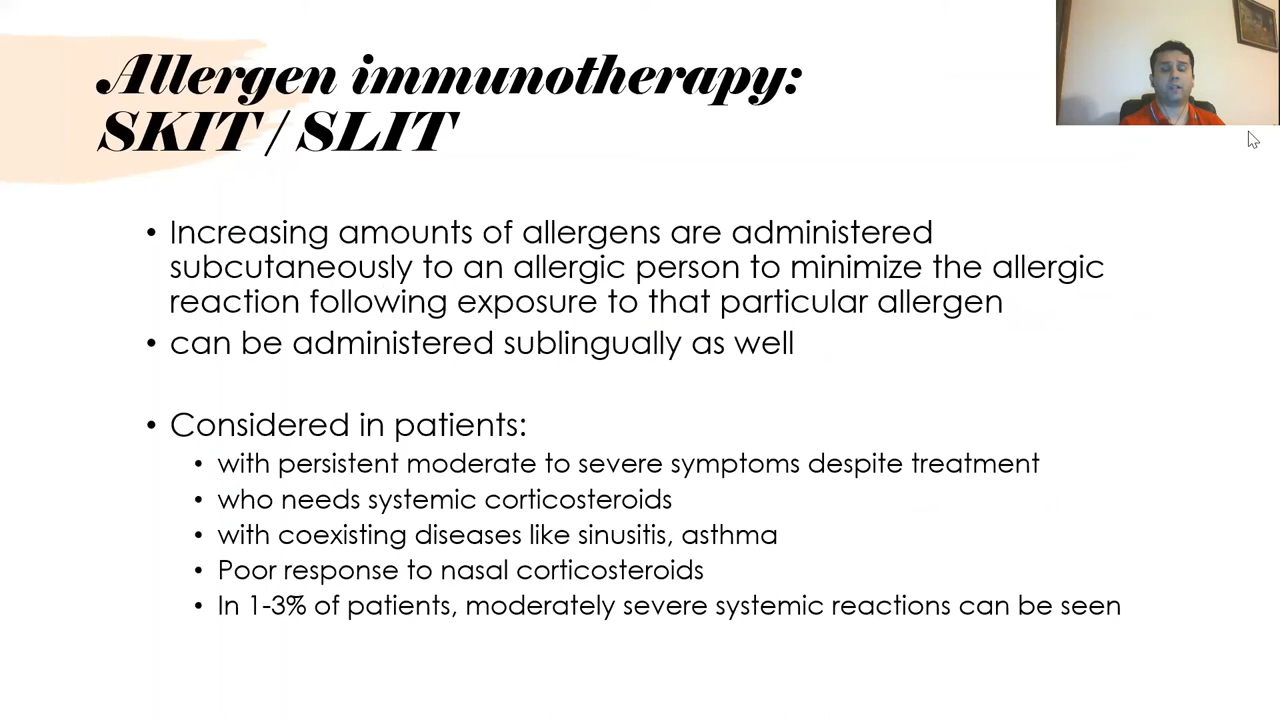 Allergen immunotherapy:
SKIT / SLIT
• Increasing amounts of allergens are administered
subcutaneously to an allergic person to minimize the allergic
reaction following exposure to that particular allergen
• can be administered sublingually as well
• Considered in patients:
• with persistent moderate to severe symptoms despite treatment
• who needs systemic corticosteroids
• with coexisting diseases like sinusitis, asthma
• Poor response to nasal corticosteroids
• In 1-3% of patients, moderately severe systemic reactions can be seen